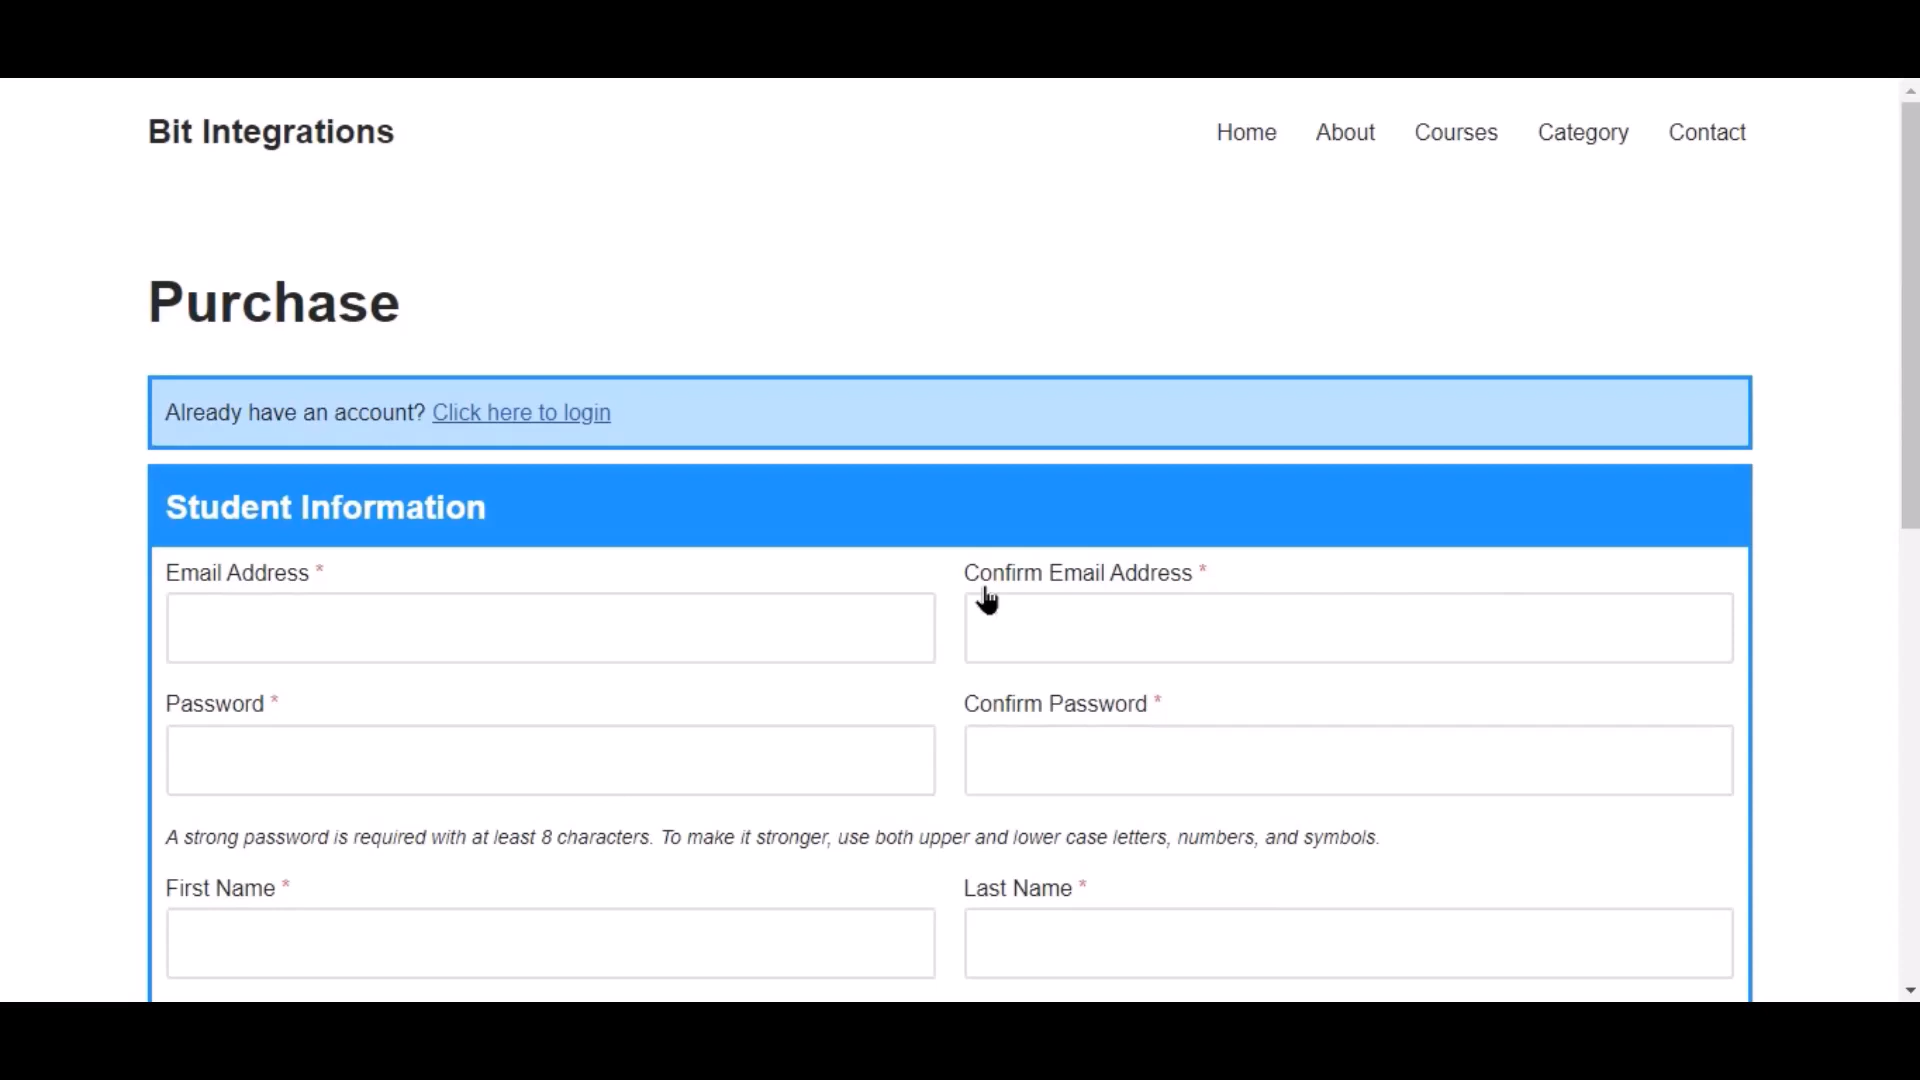 Bit Integrations
Home About Courses Category Contact
Purchase
Already have an account? Click here to login
Student Information
Email Address * Confirm Email Address *
Password * Confirm Password *
A strong password is required with at least 8 characters. To make it stronger, use both upper and lower case letters, numbers, and symbols.
First Name * Last Name *